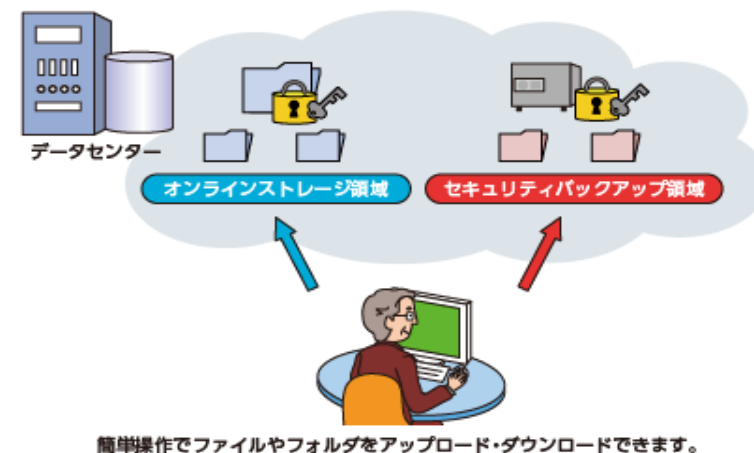 データセンター
オンラインストレージ領域
セキュリティバックアップ領域
簡単操作でファイルやフォルダをアップロード・ダウンロードできます。